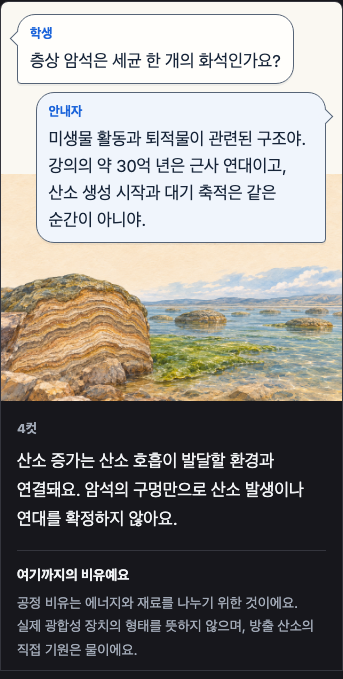 학생
층상 암석은 세균 한 개의 화석인가요?
안내자
미생물 활동과 퇴적물이 관련된 구조야.
강의의 약 30억 년은 근사 연대이고,
산소 생성 시작과 대기 축적은 같은
순간이 아니야.
4컷
산소 증가는 산소 호흡이 발달할 환경과
연결돼요. 암석의 구멍만으로 산소 발생이나
연대를 확정하지 않아요.
여기까지의 비유예요
공정 비유는 에너지와 재료를 나누기 위한 것이에요.
실제 광합성 장치의 형태를 뜻하지 않으며, 방출 산소의
직접 기원은 물이에요.